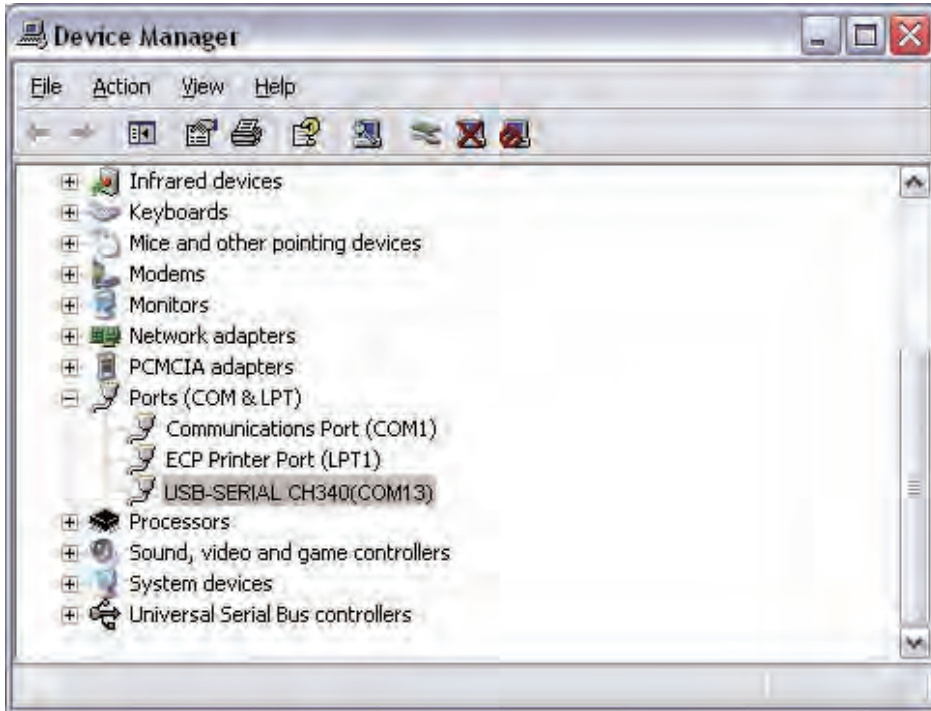 Device Manager
File Action View Help
Infrared devices
Keyboards
Mice and other pointing devices
Modems
Monitors
Network adapters
PCMCIA adapters
Ports (COM & LPT)
Communications Port (COM1)
ECP Printer Port (LPT1)
USB-SERIAL CH340(COM13)
Processors
Sound, video and game controllers
System devices
Universal Serial Bus controllers